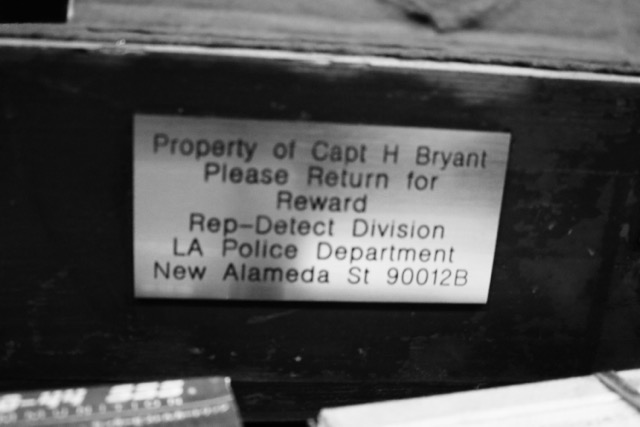 Property of Capt H Bryant
Please Return for
Reward
Rep-Detect Division
LA Police Department
New Alameda St 90012B